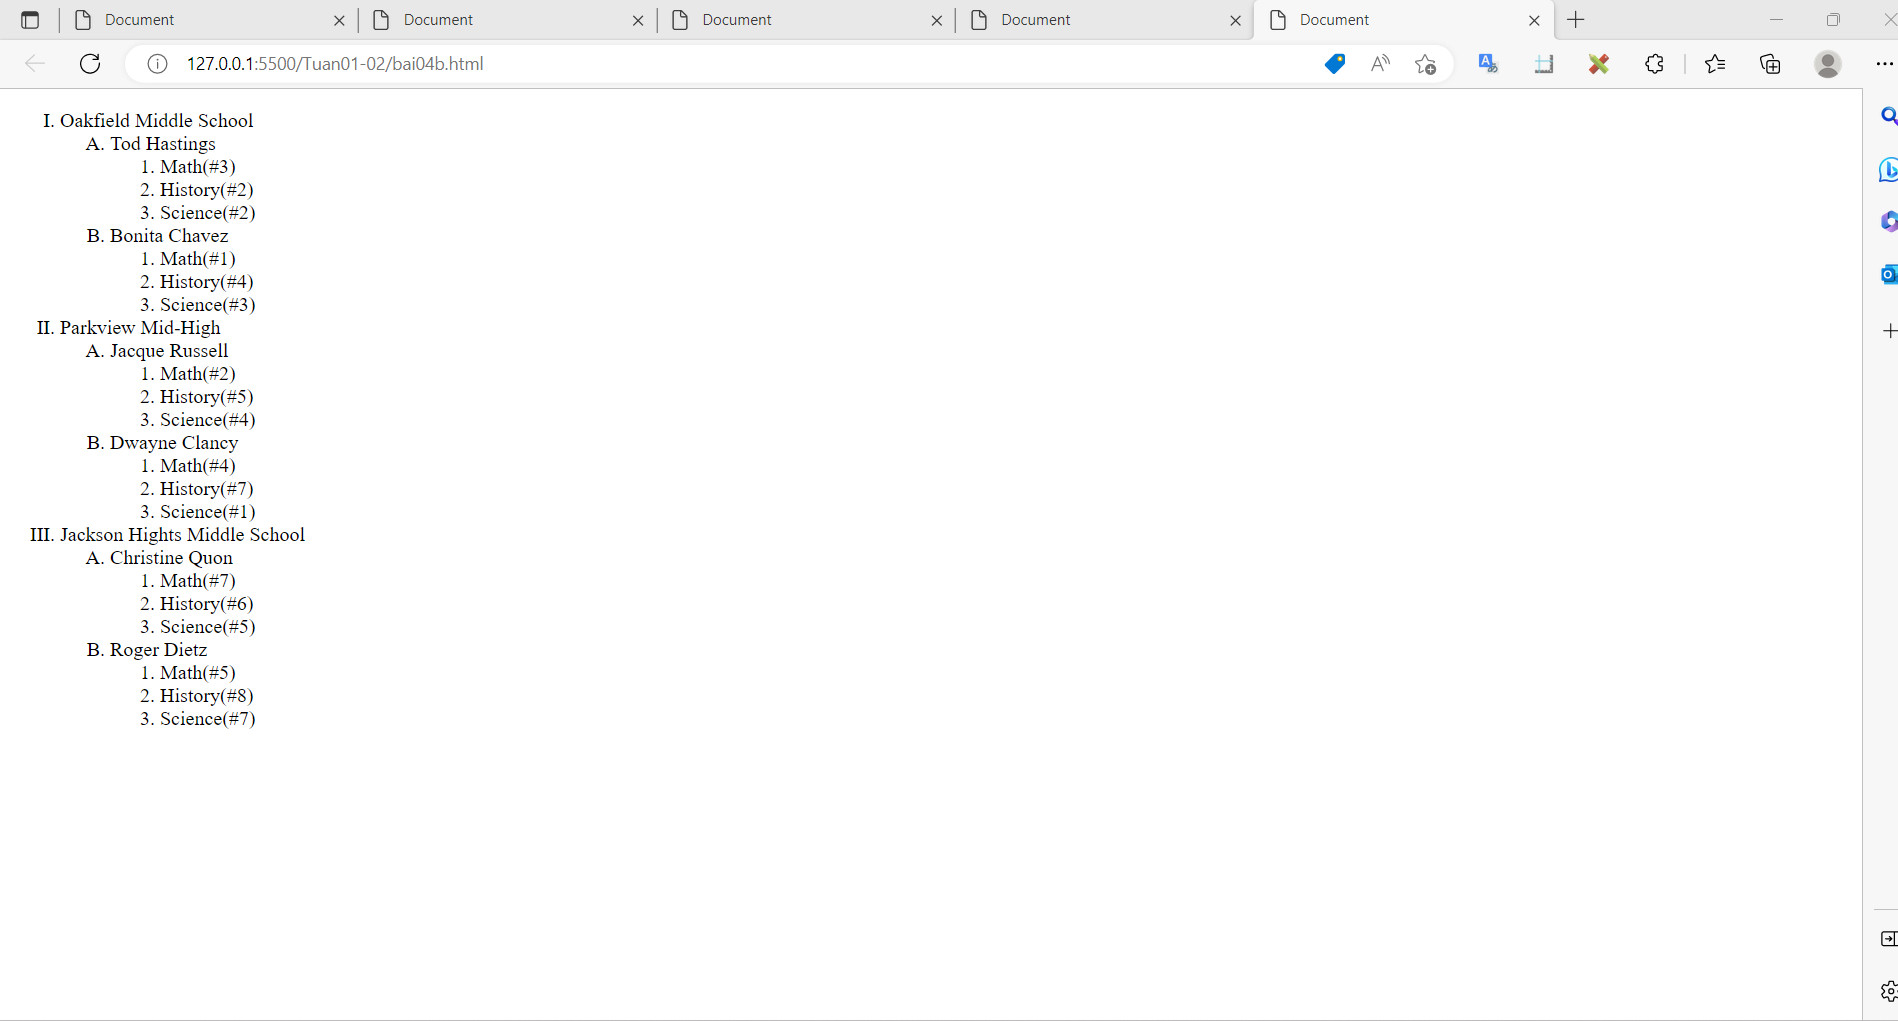 Document
Document
Document
Document
Document
127.0.0.1:5500/Tuan01-02/bai04b.html
I. Oakfield Middle School
A. Tod Hastings
1. Math(#3)
2. History(#2)
3. Science(#2)
B. Bonita Chavez
1. Math(#1)
2. History(#4)
3. Science(#3)
II. Parkview Mid-High
A. Jacque Russell
1. Math(#2)
2. History(#5)
3. Science(#4)
B. Dwayne Clancy
1. Math(#4)
2. History(#7)
3. Science(#1)
III. Jackson Hights Middle School
A. Christine Quon
1. Math(#7)
2. History(#6)
3. Science(#5)
B. Roger Dietz
1. Math(#5)
2. History(#8)
3. Science(#7)